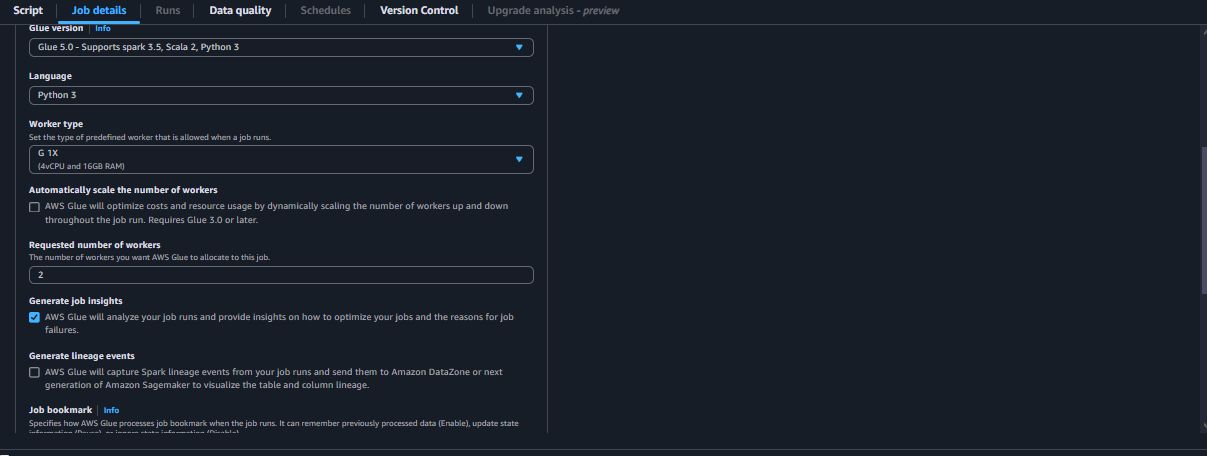 Script Job details Runs Data quality Schedules Version Control Upgrade analysis - preview
Glue version Info
Glue 5.0 - Supports spark 3.5, Scala 2, Python 3
Language
Python 3
Worker type
Set the type of predefined worker that is allowed when a job runs.
G 1X
(4vCPU and 16GB RAM)
Automatically scale the number of workers
AWS Glue will optimize costs and resource usage by dynamically scaling the number of workers up and down
throughout the job run. Requires Glue 3.0 or later.
Requested number of workers
The number of workers you want AWS Glue to allocate to this job.
2
Generate job insights
AWS Glue will analyze your job runs and provide insights on how to optimize your jobs and the reasons for job
failures.
Generate lineage events
AWS Glue will capture Spark lineage events from your job runs and send them to Amazon DataZone or next
generation of Amazon Sagemaker to visualize the table and column lineage.
Job bookmark Info
Specifies how AWS Glue processes job bookmark when the job runs. It can remember previously processed data (Enable), update state
information (Pause), or ignore state information (Disable).